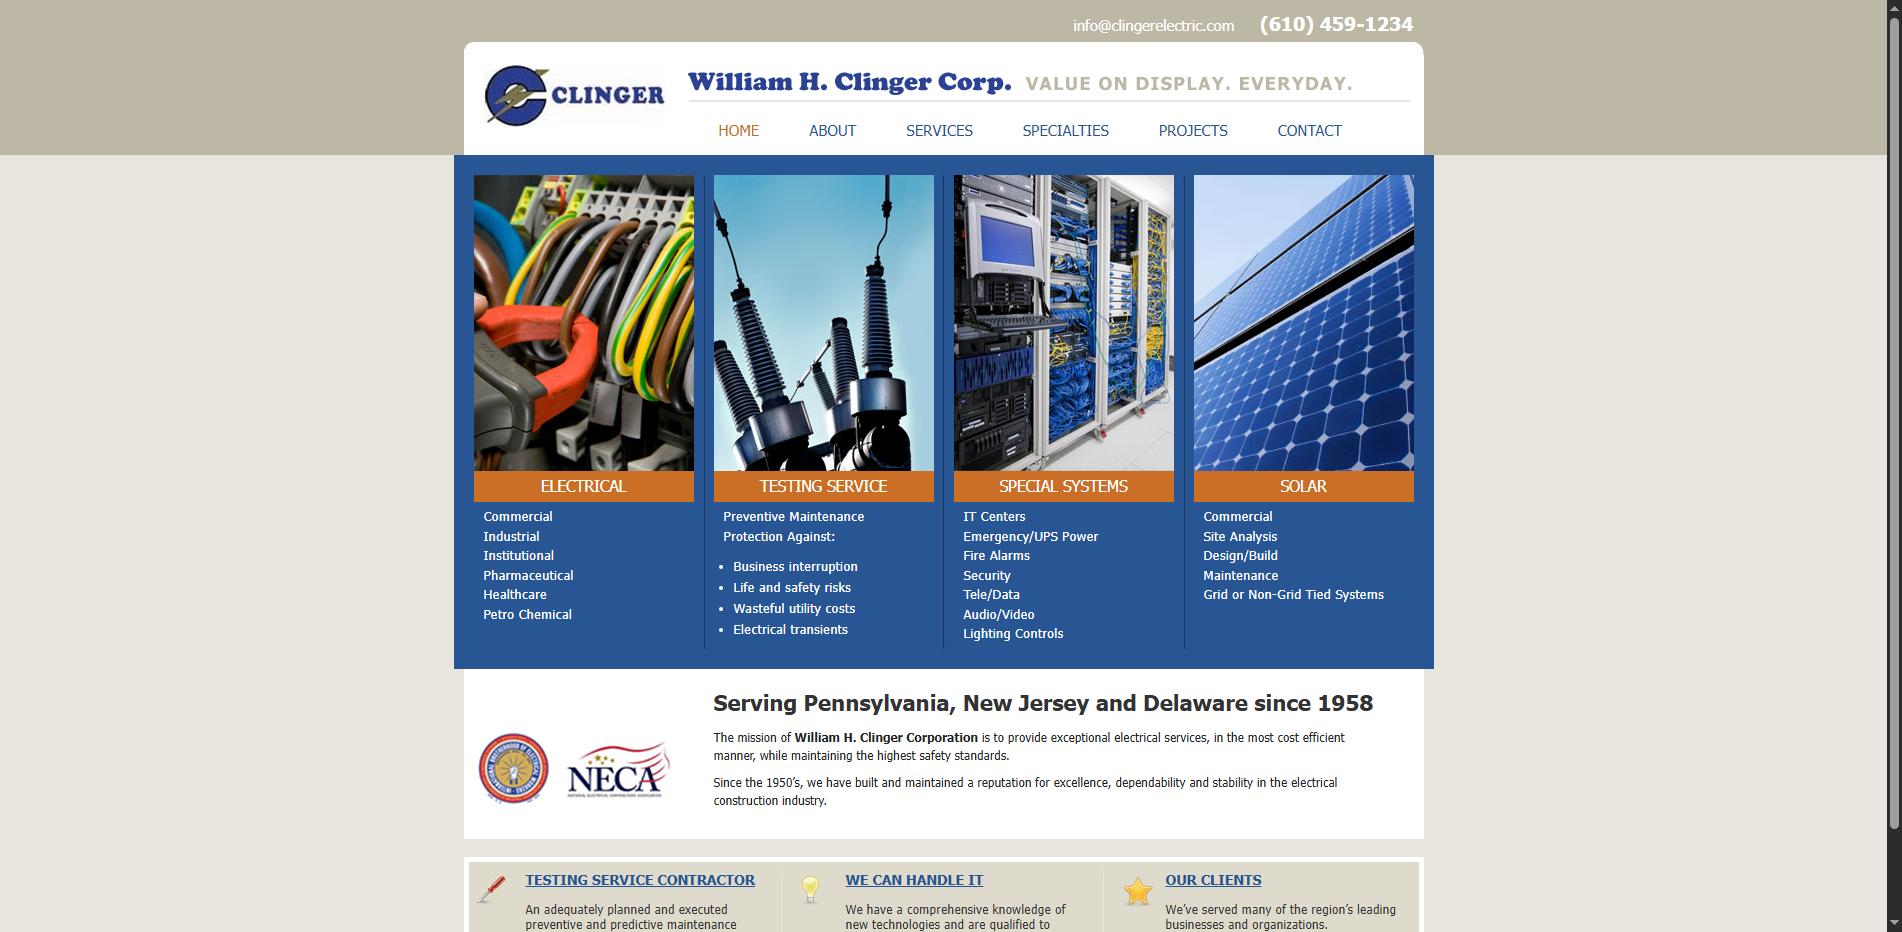 info@clingerelectric.com (610) 459-1234
CLINGER
William H. Clinger Corp. VALUE ON DISPLAY. EVERYDAY.
HOME ABOUT SERVICES SPECIALTIES PROJECTS CONTACT
ELECTRICAL
Commercial
Industrial
Institutional
Pharmaceutical
Healthcare
Petro Chemical
TESTING SERVICE
Preventive Maintenance
Protection Against:
• Business interruption
• Life and safety risks
• Wasteful utility costs
• Electrical transients
SPECIAL SYSTEMS
IT Centers
Emergency/UPS Power
Fire Alarms
Security
Tele/Data
Audio/Video
Lighting Controls
SOLAR
Commercial
Site Analysis
Design/Build
Maintenance
Grid or Non-Grid Tied Systems
NECA
Serving Pennsylvania, New Jersey and Delaware since 1958
The mission of William H. Clinger Corporation is to provide exceptional electrical services, in the most cost efficient
manner, while maintaining the highest safety standards.
Since the 1950's, we have built and maintained a reputation for excellence, dependability and stability in the electrical
construction industry.
TESTING SERVICE CONTRACTOR
An adequately planned and executed
preventive and predictive maintenance
WE CAN HANDLE IT
We have a comprehensive knowledge of
new technologies and are qualified to
OUR CLIENTS
We've served many of the region's leading
businesses and organizations.